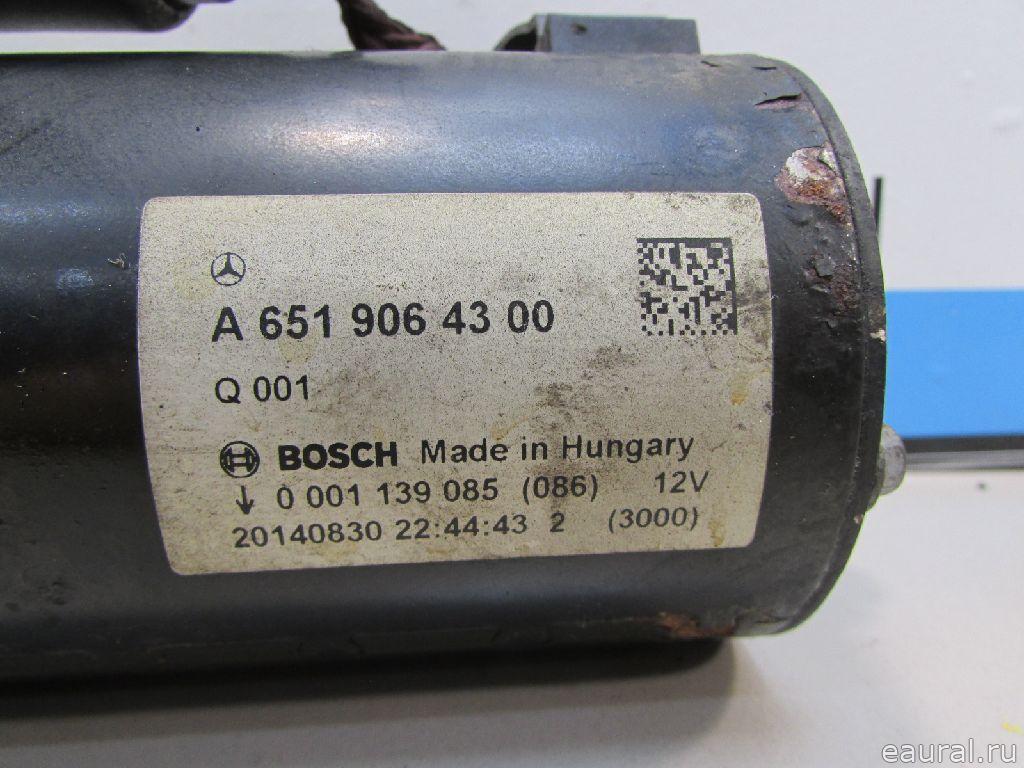 A 651 906 43 00
Q 001
BOSCH Made in Hungary
↓ 0 001 139 085 (086) 12V
20140830 22:44:43 2 (3000)
eaural.ru